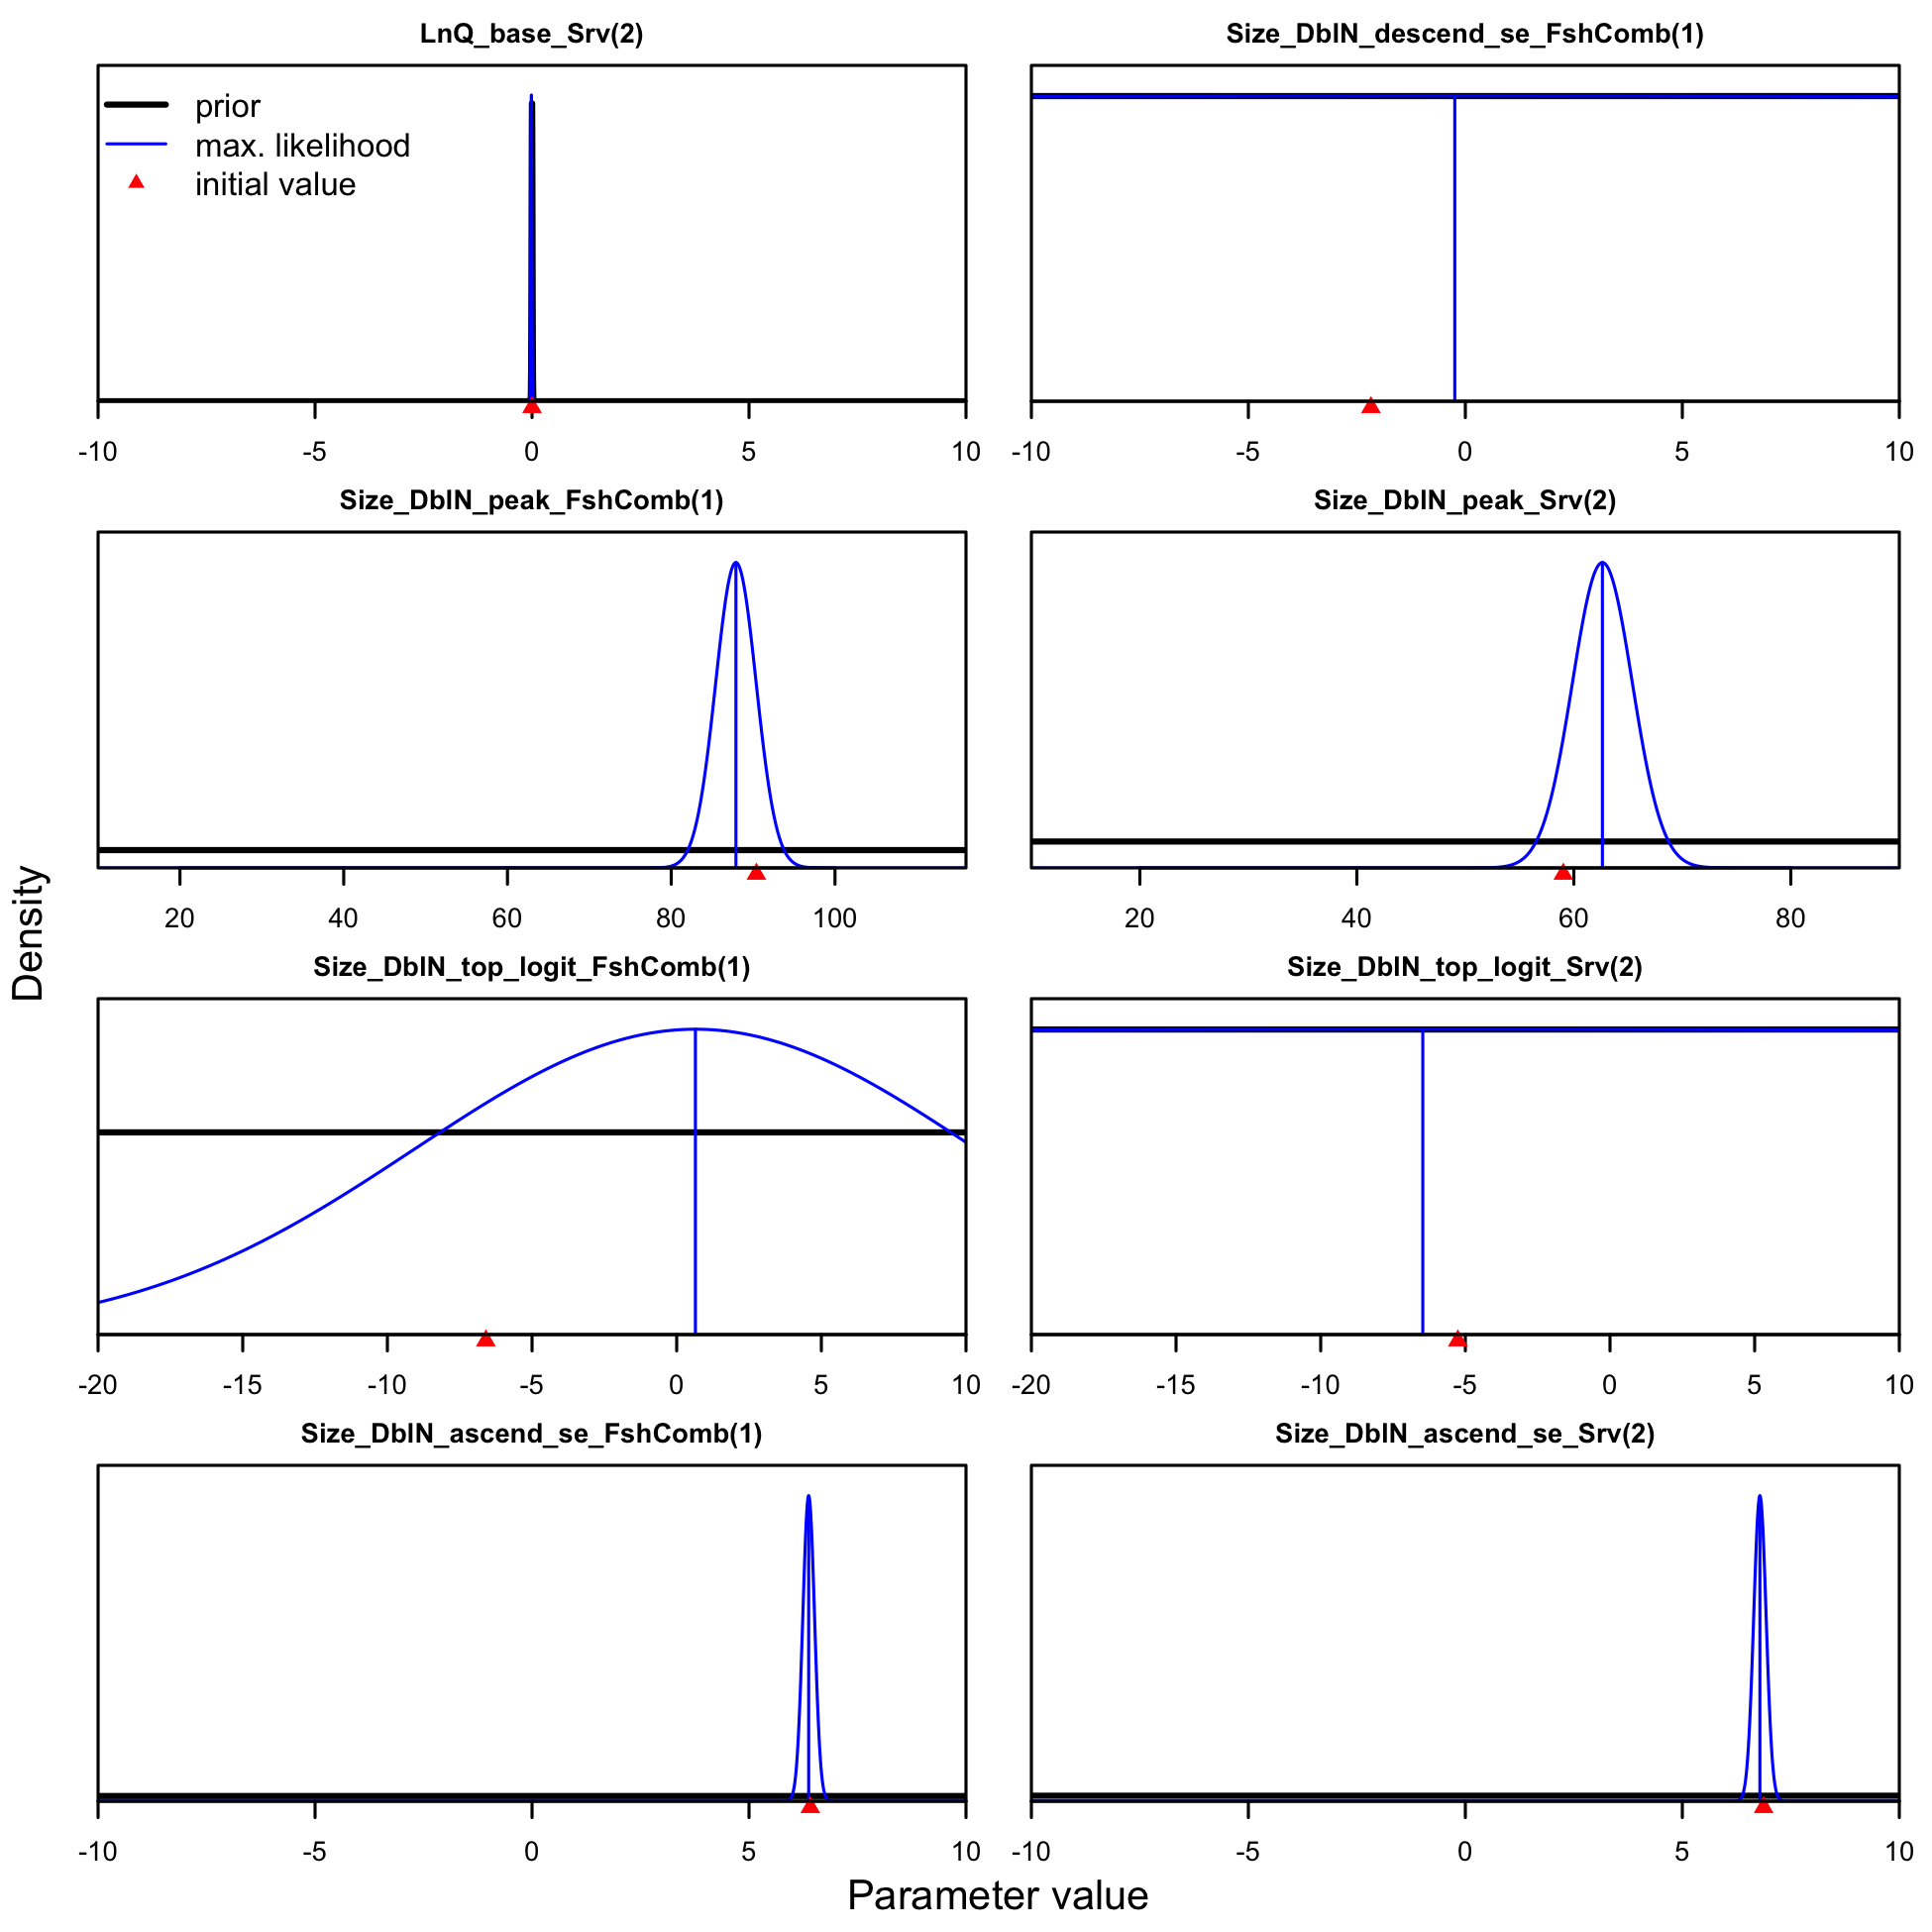 LnQ_base_Srv(2)
prior
max. likelihood
initial value
-10 -5 0 5 10
Size_DblN_descend_se_FshComb(1)
-10 -5 0 5 10
Size_DblN_peak_FshComb(1)
20 40 60 80 100
Size_DblN_peak_Srv(2)
20 40 60 80
Density
Size_DblN_top_logit_FshComb(1)
-20 -15 -10 -5 0 5 10
Size_DblN_top_logit_Srv(2)
-20 -15 -10 -5 0 5 10
Size_DblN_ascend_se_FshComb(1)
-10 -5 0 5 10
Size_DblN_ascend_se_Srv(2)
-10 -5 0 5 10
Parameter value